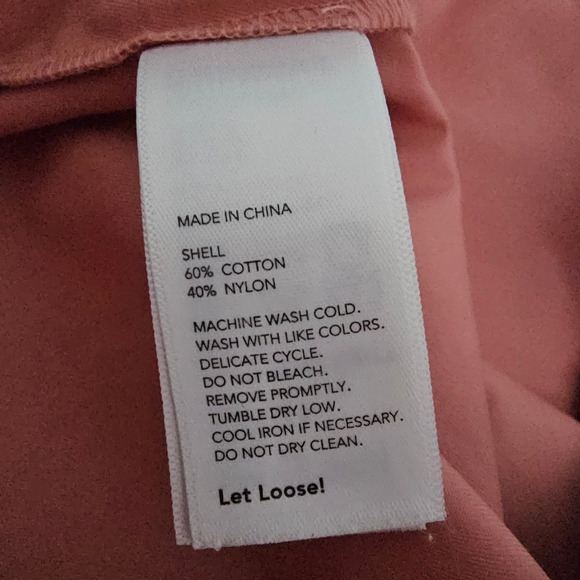 MADE IN CHINA
SHELL
60% COTTON
40% NYLON
MACHINE WASH COLD.
WASH WITH LIKE COLORS.
DELICATE CYCLE.
DO NOT BLEACH.
REMOVE PROMPTLY.
TUMBLE DRY LOW.
COOL IRON IF NECESSARY.
DO NOT DRY CLEAN.
Let Loose!